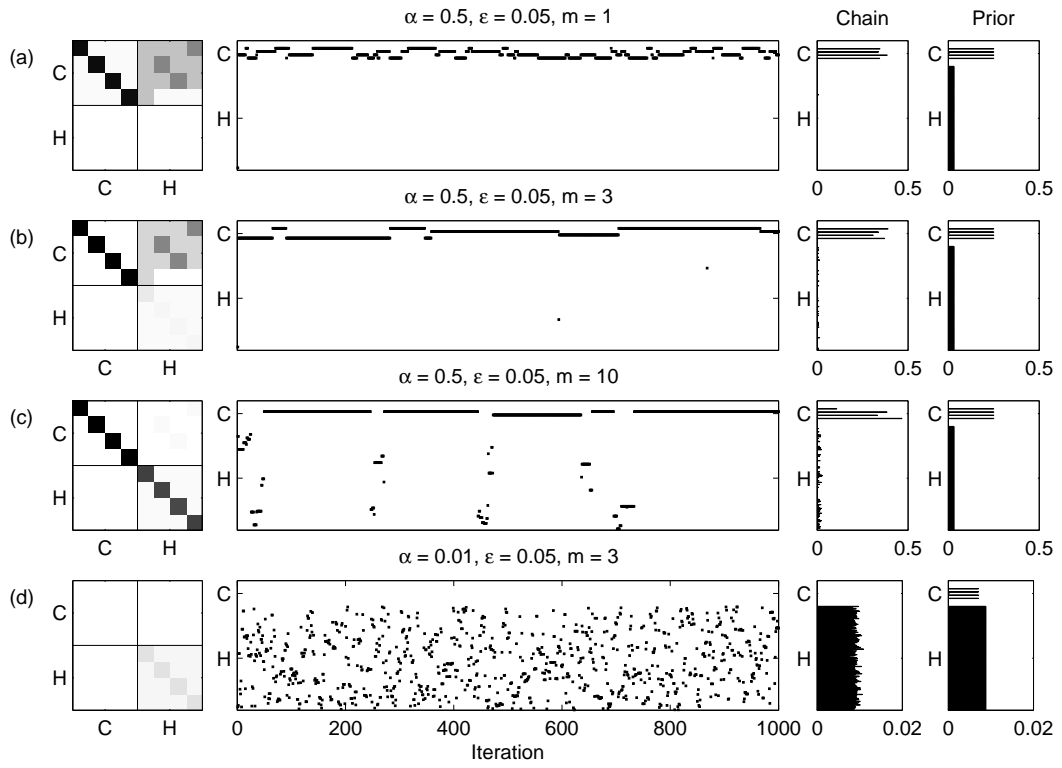 α = 0.5, ε = 0.05, m = 1
Chain
Prior
(a)
C
H
C
H
C
H
C
H
C
H
0
0.5
0
0.5
α = 0.5, ε = 0.05, m = 3
(b)
C
H
C
H
C
H
C
H
C
H
0
0.5
0
0.5
α = 0.5, ε = 0.05, m = 10
(c)
C
H
C
H
C
H
C
H
C
H
0
0.5
0
0.5
α = 0.01, ε = 0.05, m = 3
(d)
C
H
C
H
C
H
C
H
C
H
0
200
400
600
800
1000
0
0.02
0
0.02
Iteration